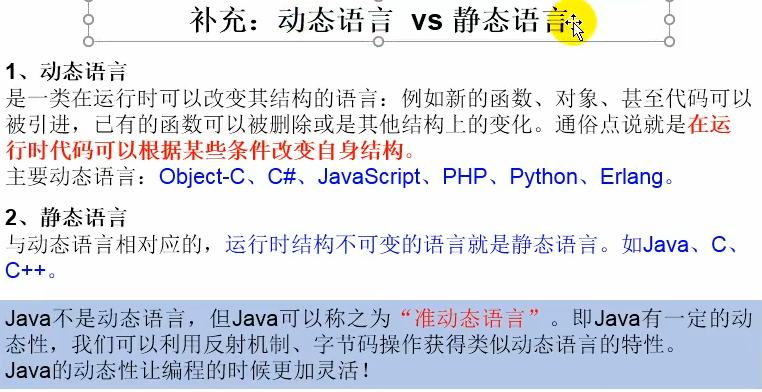 补充：动态语言 vs 静态语言
1、动态语言
是一类在运行时可以改变其结构的语言：例如新的函数、对象、甚至代码可以
被引进，已有的函数可以被删除或是其他结构上的变化。通俗点说就是在运
行时代码可以根据某些条件改变自身结构。
主要动态语言：Object-C、C#、JavaScript、PHP、Python、Erlang。
2、静态语言
与动态语言相对应的，运行时结构不可变的语言就是静态语言。如Java、C、
C++。
Java不是动态语言，但Java可以称之为“准动态语言”。即Java有一定的动
态性，我们可以利用反射机制、字节码操作获得类似动态语言的特性。
Java的动态性让编程的时候更加灵活！